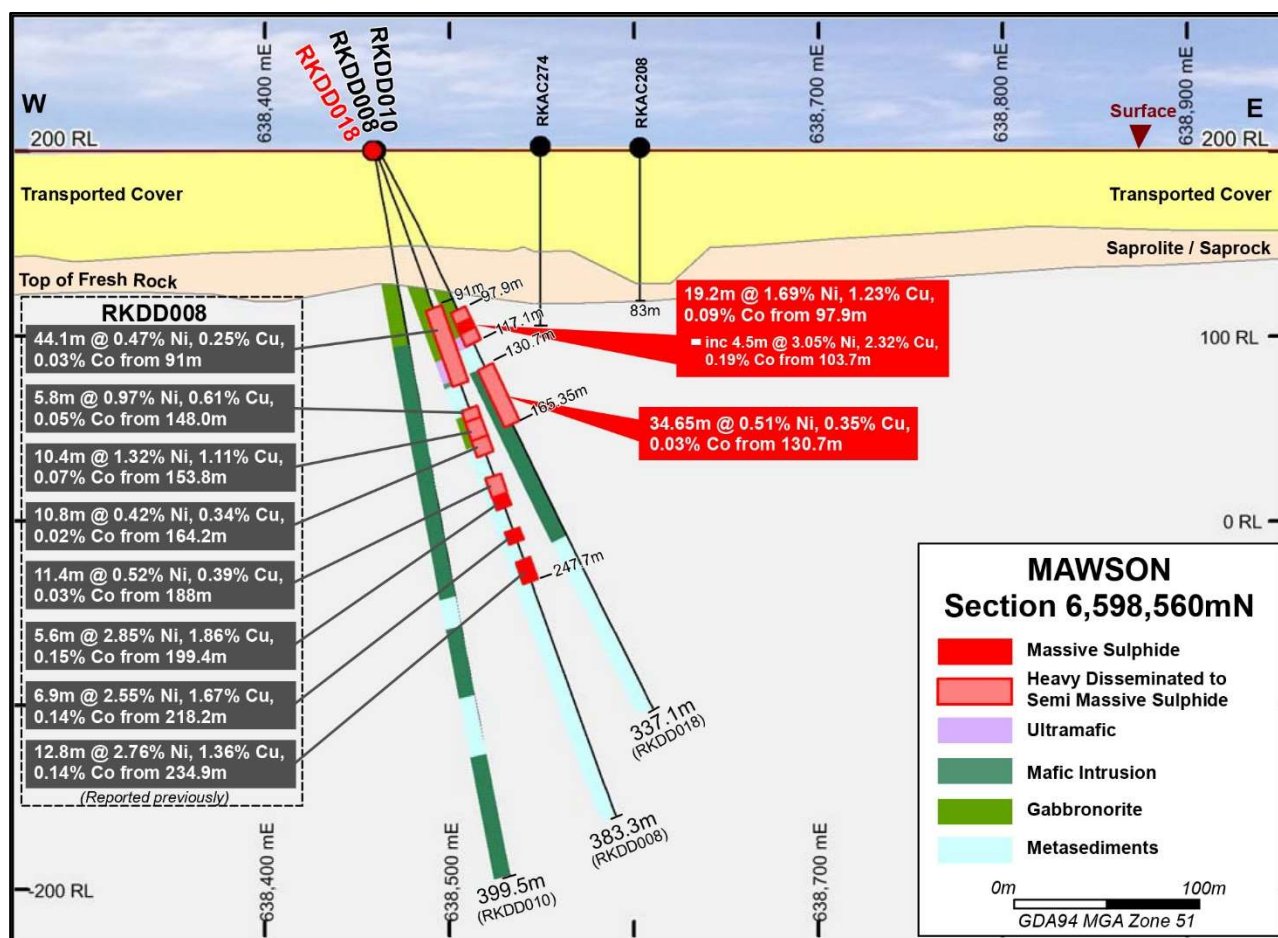 638,400 mE
RKDD018
RKDD008
RKDD010
RKAC274
RKAC208
638,700 mE
638,800 mE
638,900 mE
W
E
Surface
200 RL
200 RL
Transported Cover
Transported Cover
Saprolite / Saprock
Top of Fresh Rock
91m
97.9m
117.1m
130.7m
165.35m
247.7m
83m
100 RL
0 RL
-200 RL
RKDD008
44.1m @ 0.47% Ni, 0.25% Cu,
0.03% Co from 91m
5.8m @ 0.97% Ni, 0.61% Cu,
0.05% Co from 148.0m
10.4m @ 1.32% Ni, 1.11% Cu,
0.07% Co from 153.8m
10.8m @ 0.42% Ni, 0.34% Cu,
0.02% Co from 164.2m
11.4m @ 0.52% Ni, 0.39% Cu,
0.03% Co from 188m
5.6m @ 2.85% Ni, 1.86% Cu,
0.15% Co from 199.4m
6.9m @ 2.55% Ni, 1.67% Cu,
0.14% Co from 218.2m
12.8m @ 2.76% Ni, 1.36% Cu,
0.14% Co from 234.9m
(Reported previously)
19.2m @ 1.69% Ni, 1.23% Cu,
0.09% Co from 97.9m
inc 4.5m @ 3.05% Ni, 2.32% Cu,
0.19% Co from 103.7m
34.65m @ 0.51% Ni, 0.35% Cu,
0.03% Co from 130.7m
337.1m
(RKDD018)
383.3m
(RKDD008)
399.5m
(RKDD010)
638,400 mE
638,500 mE
638,700 mE
MAWSON
Section 6,598,560mN
Massive Sulphide
Heavy Disseminated to
Semi Massive Sulphide
Ultramafic
Mafic Intrusion
Gabbronorite
Metasediments
0m
100m
GDA94 MGA Zone 51